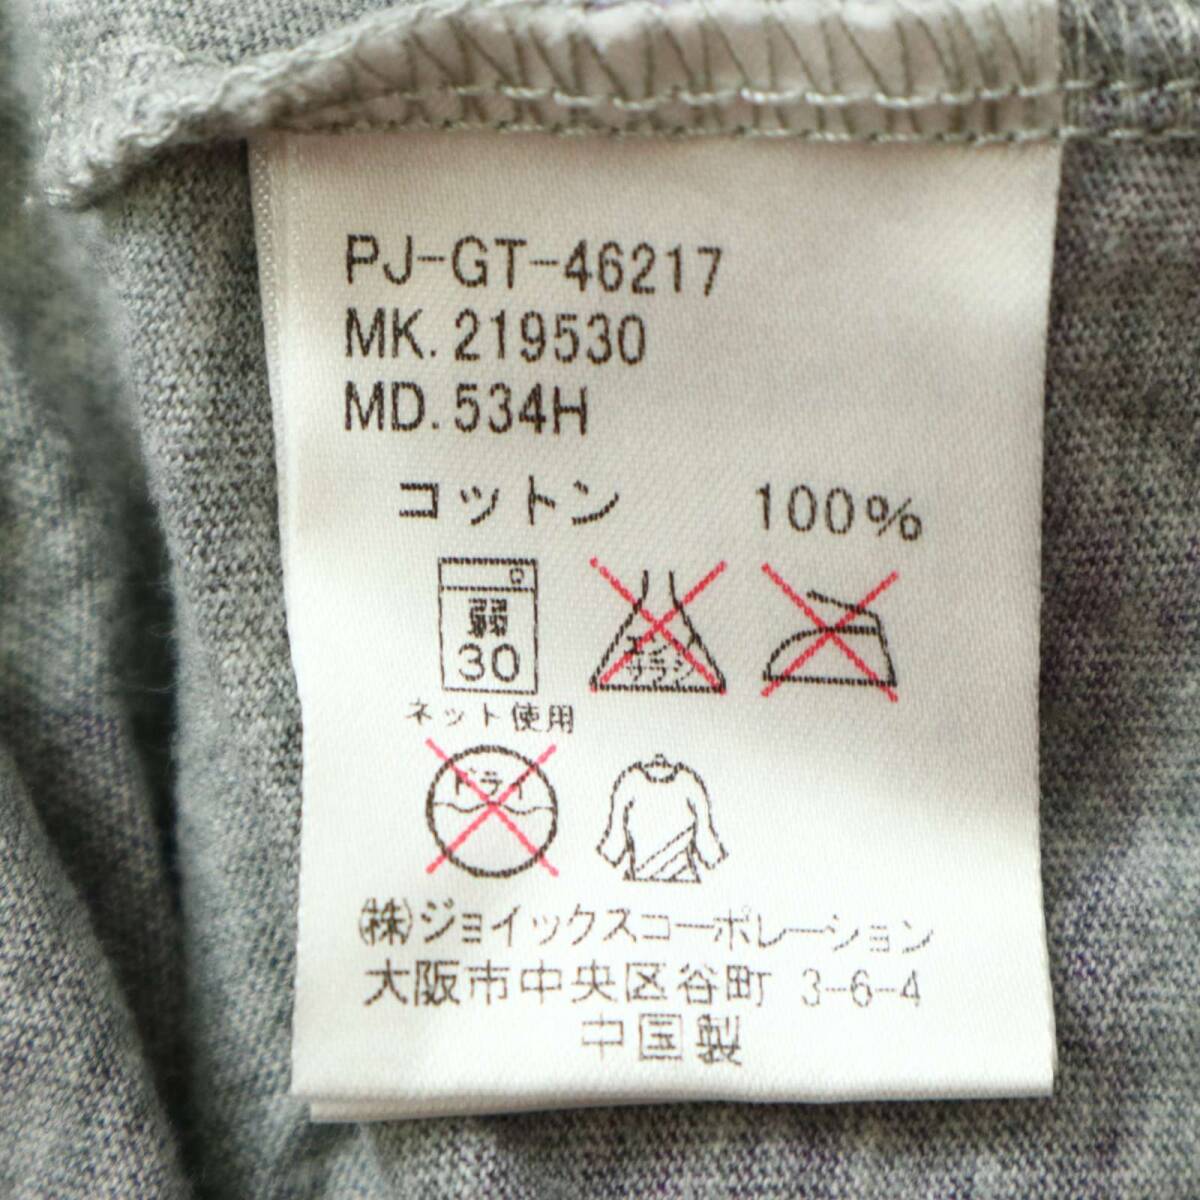 PJ-GT-46217
MK. 219530
MD. 534H
コットン 100%
弱
30
エンソ
サラシ
ネット使用
ドライ
㈱ジョイックスコーポレーション
大阪市中央区谷町 3-6-4
中国製